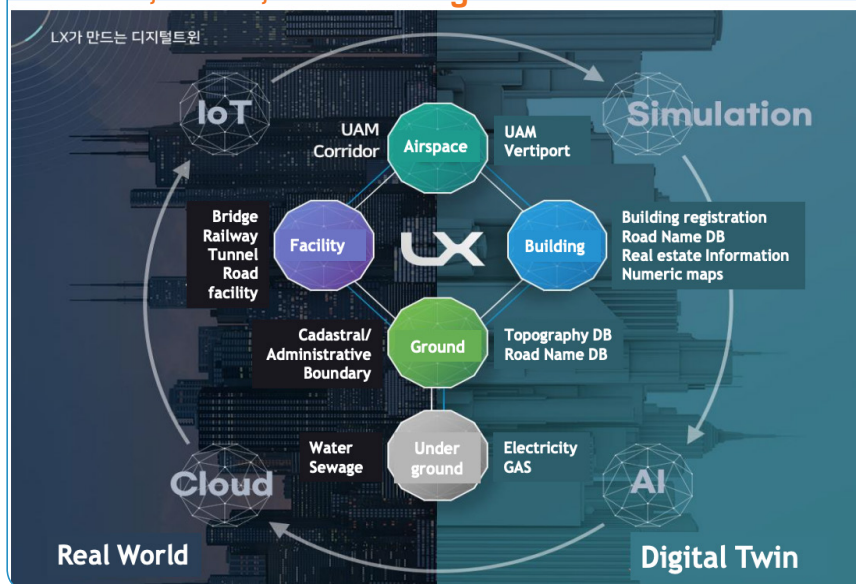 LX가 만드는 디지털트윈
IoT
Simulation
UAM
Corridor
Airspace
UAM
Vertiport
Bridge
Railway
Tunnel
Road
facility
Facility
LX
Building
Building registration
Road Name DB
Real estate Information
Numeric maps
Cadastral/
Administrative
Boundary
Ground
Topography DB
Road Name DB
Water
Sewage
Under
ground
Electricity
GAS
Cloud
AI
Real World
Digital Twin